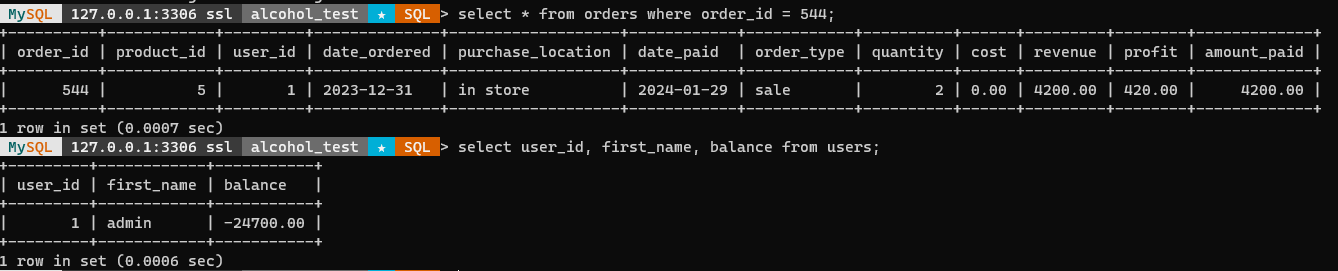 MySQL 127.0.0.1:3306 ssl alcohol_test ★ SQL > select * from orders where order_id = 544;
+----------+------------+---------+--------------+-------------------+------------+------------+----------+------+---------+--------+-------------+
| order_id | product_id | user_id | date_ordered | purchase_location | date_paid  | order_type | quantity | cost | revenue | profit | amount_paid |
+----------+------------+---------+--------------+-------------------+------------+------------+----------+------+---------+--------+-------------+
|      544 |          5 |       1 | 2023-12-31   | in store          | 2024-01-29 | sale       |        2 | 0.00 | 4200.00 | 420.00 |     4200.00 |
+----------+------------+---------+--------------+-------------------+------------+------------+----------+------+---------+--------+-------------+
1 row in set (0.0007 sec)
MySQL 127.0.0.1:3306 ssl alcohol_test ★ SQL > select user_id, first_name, balance from users;
+---------+------------+-----------+
| user_id | first_name | balance   |
+---------+------------+-----------+
|       1 | admin      | -24700.00 |
+---------+------------+-----------+
1 row in set (0.0006 sec)